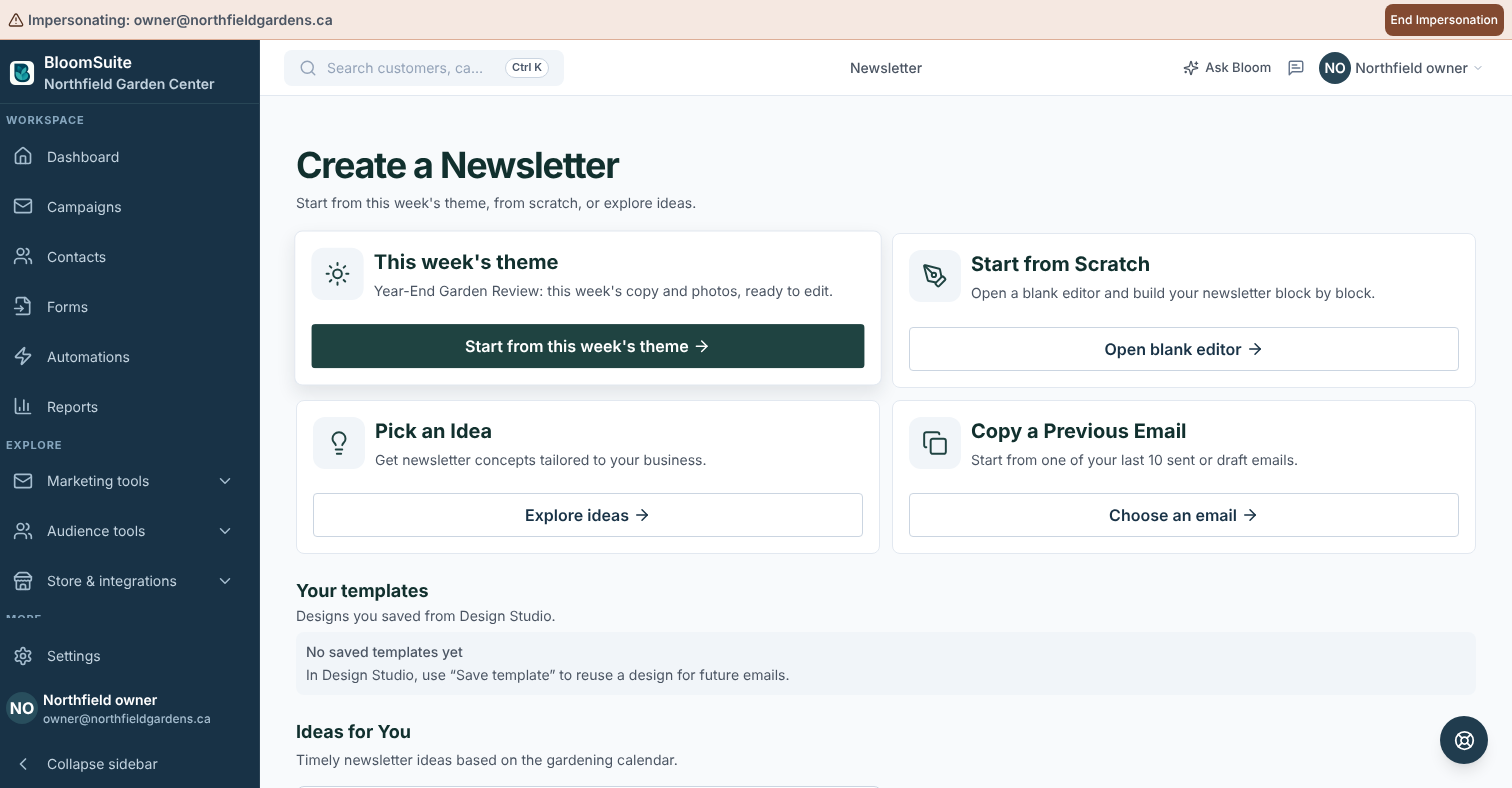 Impersonating: owner@northfieldgardens.ca
End Impersonation
BloomSuite
Northfield Garden Center
Search customers, ca...
Ctrl K
Newsletter
Ask Bloom
NO
Northfield owner
WORKSPACE
Dashboard
Campaigns
Contacts
Forms
Automations
Reports
EXPLORE
Marketing tools
Audience tools
Store & integrations
MORE
Settings
NO
Northfield owner
owner@northfieldgardens.ca
Collapse sidebar
Create a Newsletter
Start from this week's theme, from scratch, or explore ideas.
This week's theme
Year-End Garden Review: this week's copy and photos, ready to edit.
Start from this week's theme →
Start from Scratch
Open a blank editor and build your newsletter block by block.
Open blank editor →
Pick an Idea
Get newsletter concepts tailored to your business.
Explore ideas →
Copy a Previous Email
Start from one of your last 10 sent or draft emails.
Choose an email →
Your templates
Designs you saved from Design Studio.
No saved templates yet
In Design Studio, use “Save template” to reuse a design for future emails.
Ideas for You
Timely newsletter ideas based on the gardening calendar.